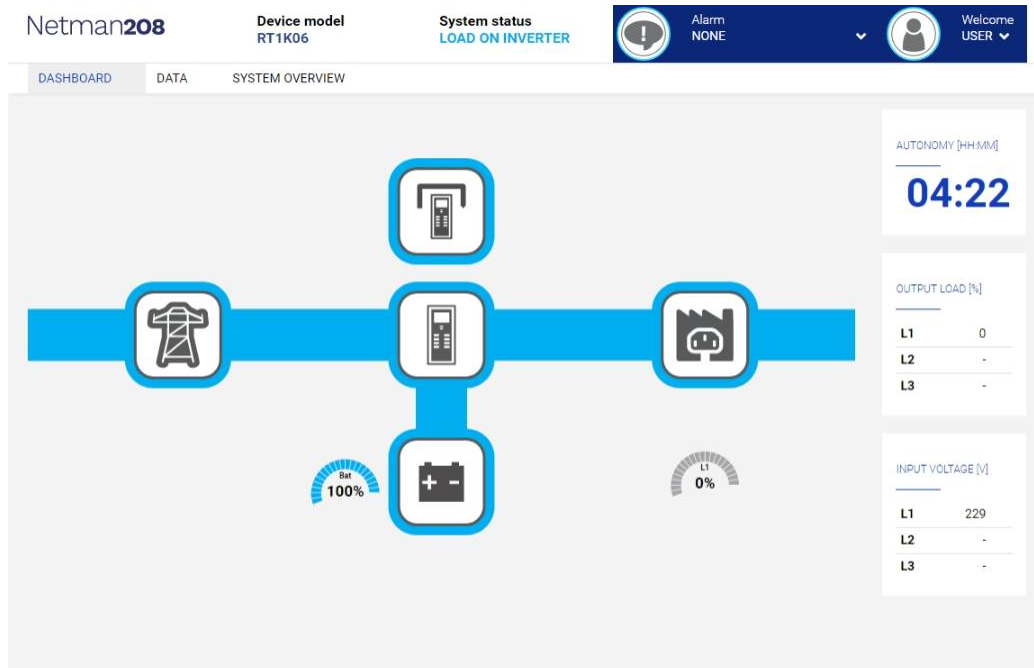 Netman208
Device model
RT1K06
System status
LOAD ON INVERTER
Alarm
NONE
Welcome
USER
DASHBOARD DATA SYSTEM OVERVIEW
AUTONOMY [HH:MM]
04:22
OUTPUT LOAD [%]
L1 0
L2 -
L3 -
INPUT VOLTAGE [V]
L1 229
L2 -
L3 -
Bat
100%
L1
0%